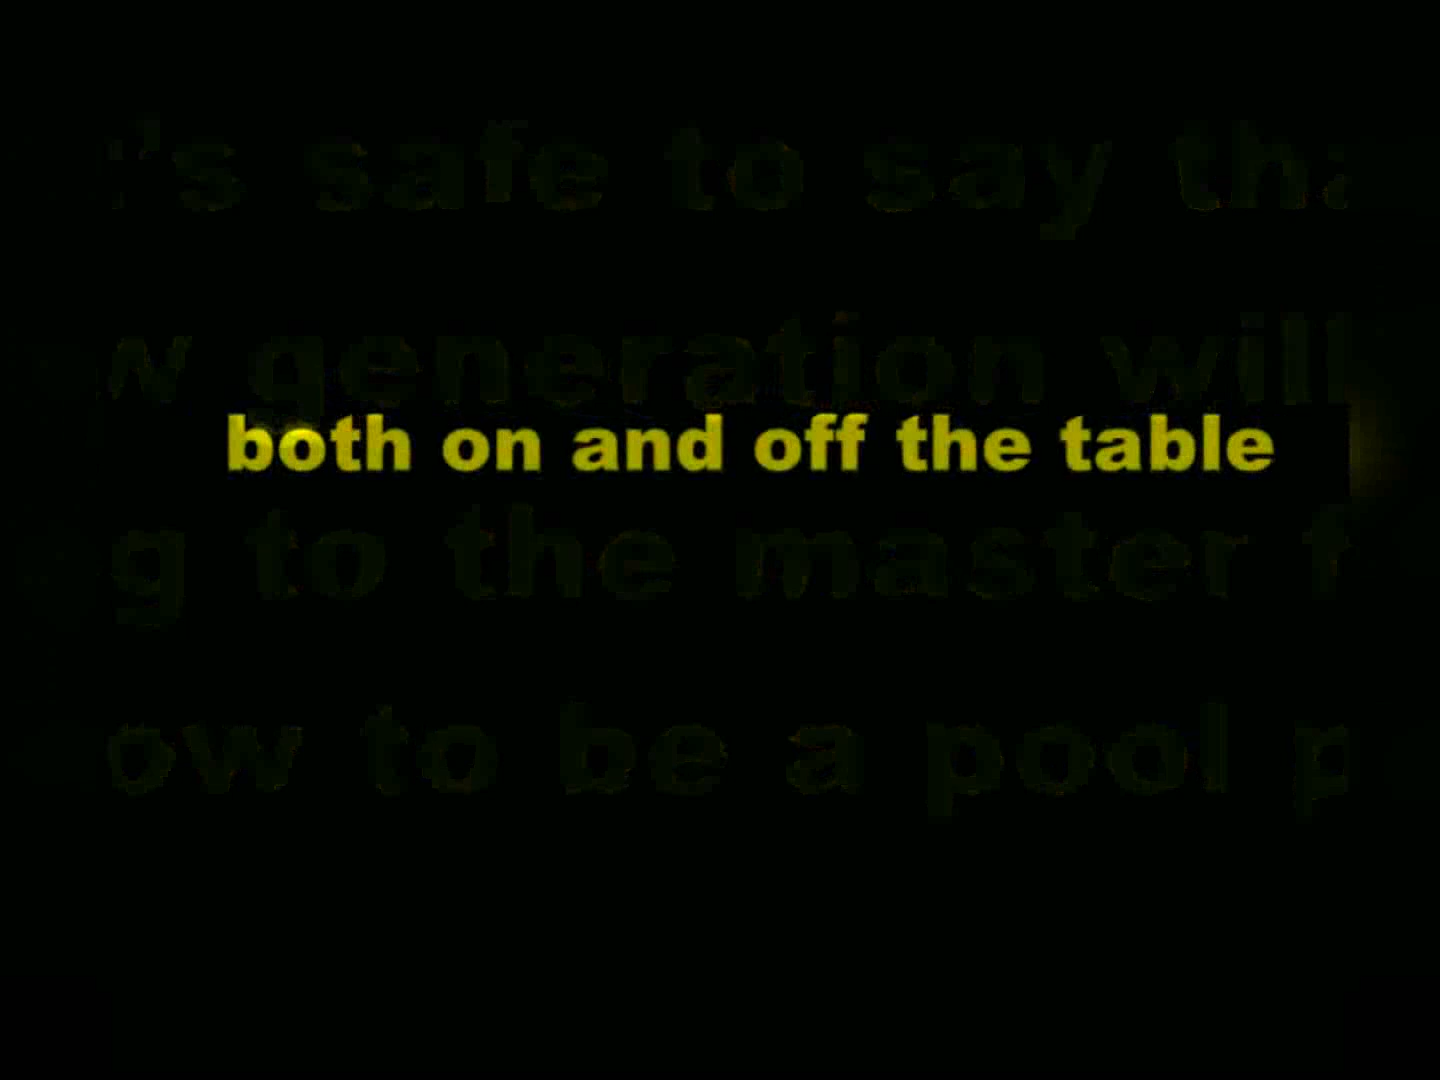 's safe to say tha
w generation will
both on and off the table
g to the master f
ow to be a pool p